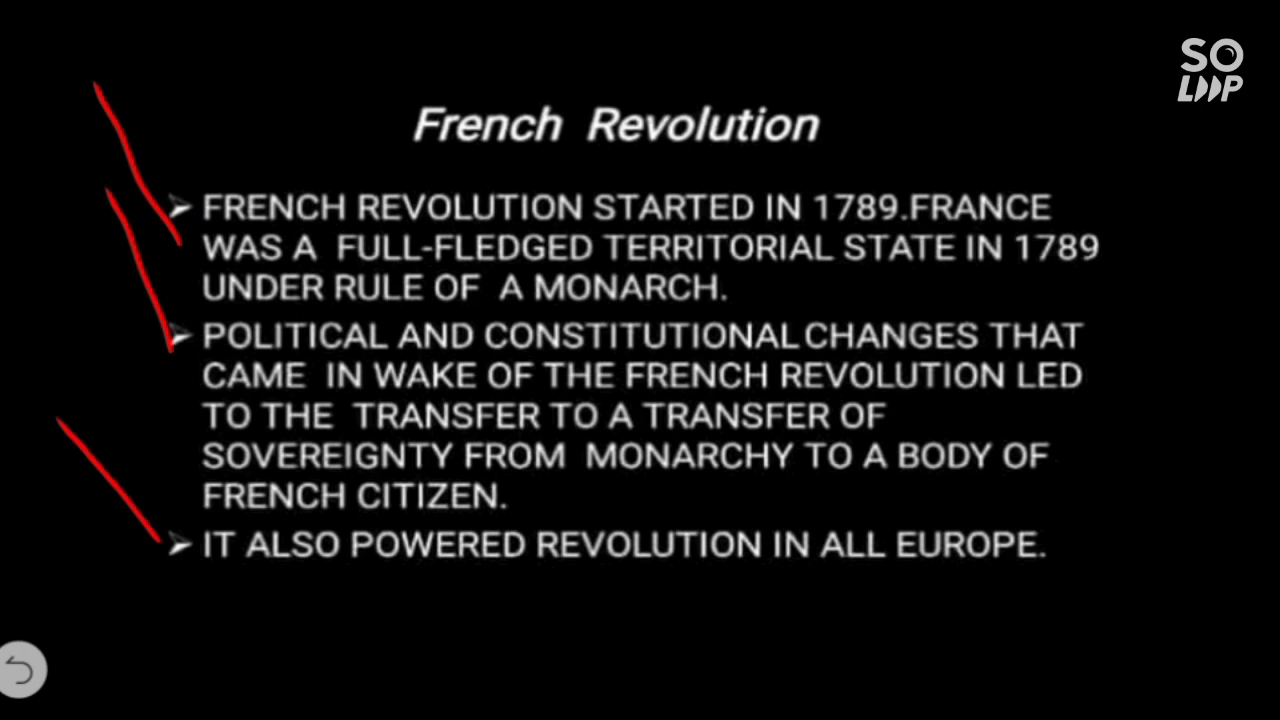 SO
LOOP
French Revolution
➢ FRENCH REVOLUTION STARTED IN 1789.FRANCE
WAS A FULL-FLEDGED TERRITORIAL STATE IN 1789
UNDER RULE OF A MONARCH.
➢ POLITICAL AND CONSTITUTIONAL CHANGES THAT
CAME IN WAKE OF THE FRENCH REVOLUTION LED
TO THE TRANSFER TO A TRANSFER OF
SOVEREIGNTY FROM MONARCHY TO A BODY OF
FRENCH CITIZEN.
➢ IT ALSO POWERED REVOLUTION IN ALL EUROPE.